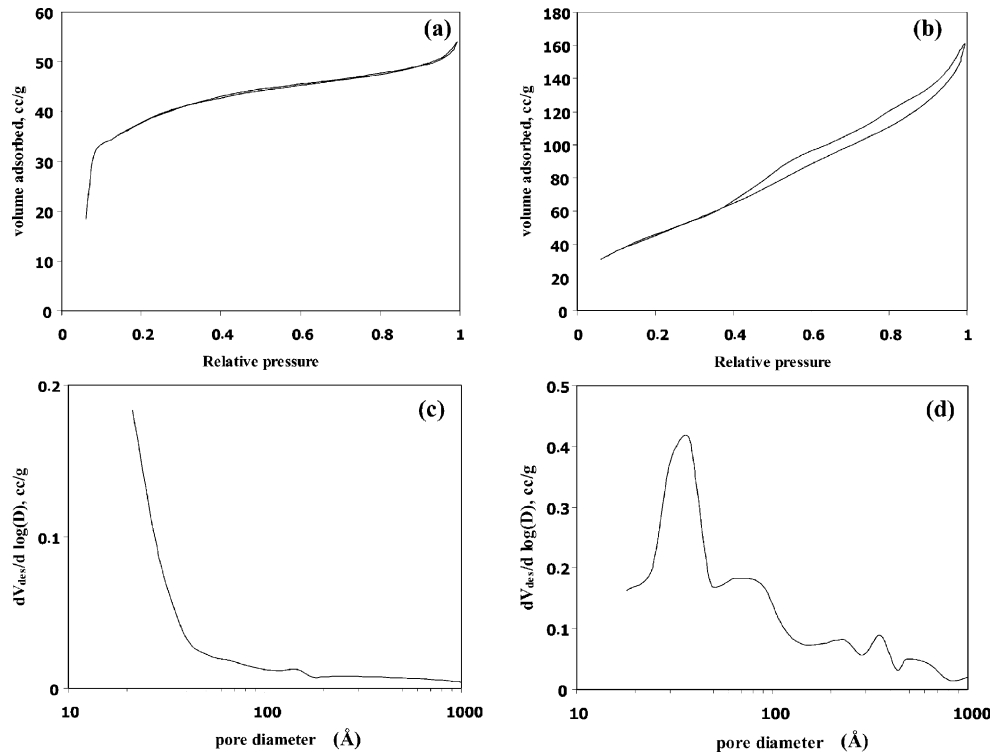 (a)
60
50
40
30
20
10
0
volume adsorbed, cc/g
0 0.2 0.4 0.6 0.8 1
Relative pressure
(b)
180
160
140
120
100
80
60
40
20
0
volume adsorbed, cc/g
0 0.2 0.4 0.6 0.8 1
Relative pressure
(c)
0.2
0.1
0
dVdes/d log(D), cc/g
10 100 1000
pore diameter (Å)
(d)
0.5
0.4
0.3
0.2
0.1
0
dVdes/d log(D), cc/g
10 100 1000
pore diameter (Å)